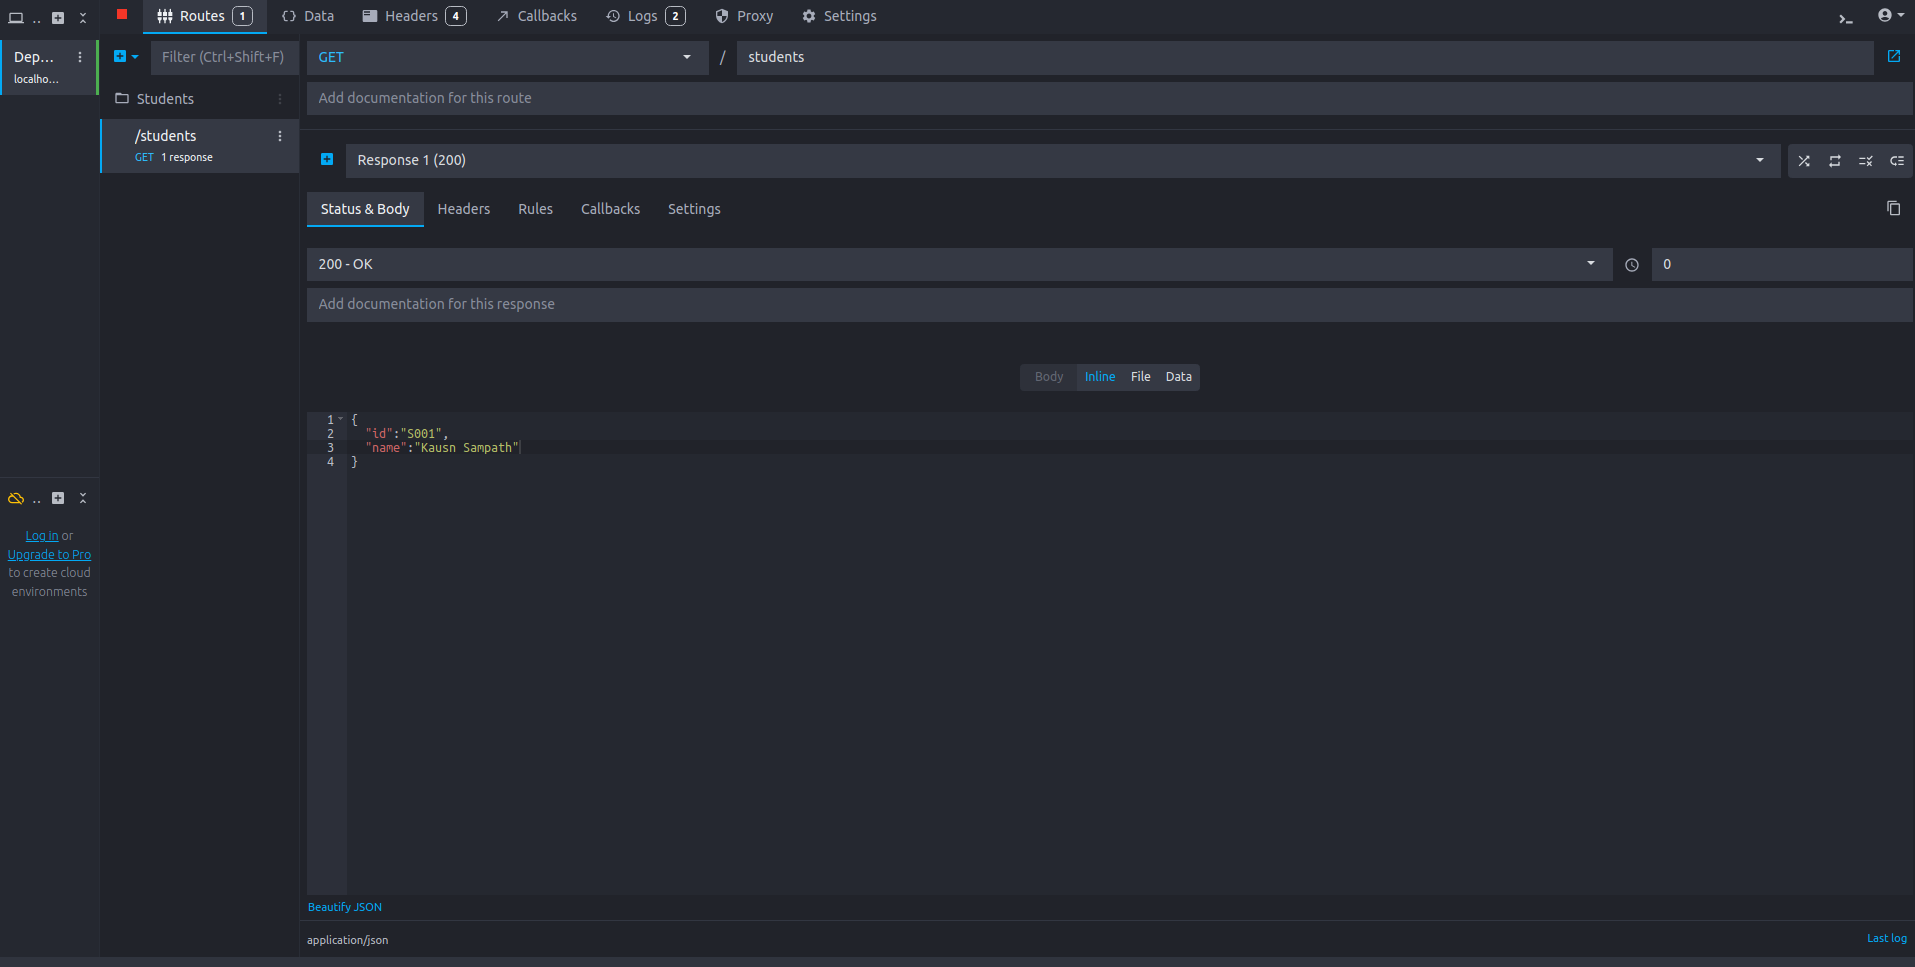 .. Routes 1 Data Headers 4 Callbacks Logs 2 Proxy Settings
Dep...
localho...
Filter (Ctrl+Shift+F)
GET / students
Add documentation for this route
Students
/students
GET 1 response
Response 1 (200)
Status & Body Headers Rules Callbacks Settings
200 - OK 0
Add documentation for this response
Body Inline File Data
1 {
2 "id":"S001",
3 "name":"Kausn Sampath"
4 }
..
Log in or
Upgrade to Pro
to create cloud
environments
Beautify JSON
application/json
Last log